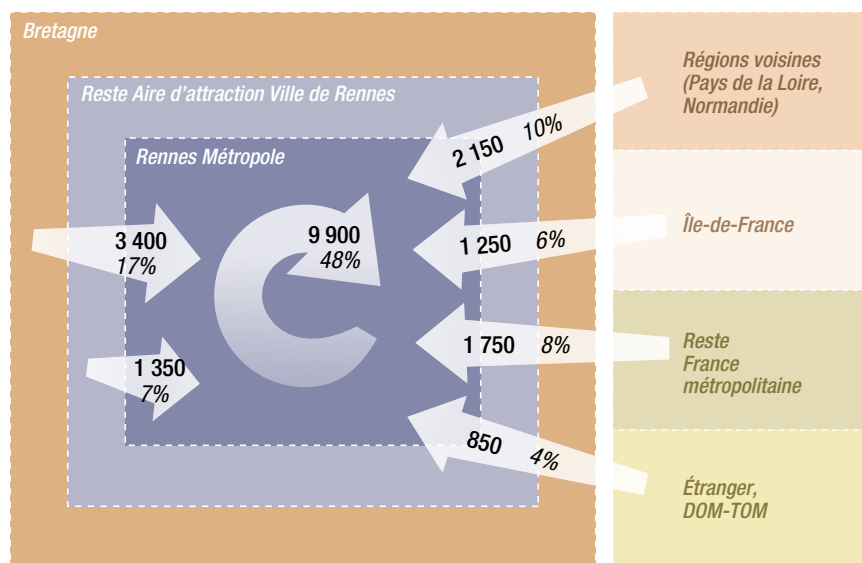 Bretagne
Reste Aire d'attraction Ville de Rennes
Rennes Métropole
3 400
17%
1 350
7%
9 900
48%
2 150 10%
1 250 6%
1 750 8%
850 4%
Régions voisines
(Pays de la Loire,
Normandie)
Île-de-France
Reste
France
métropolitaine
Étranger,
DOM-TOM